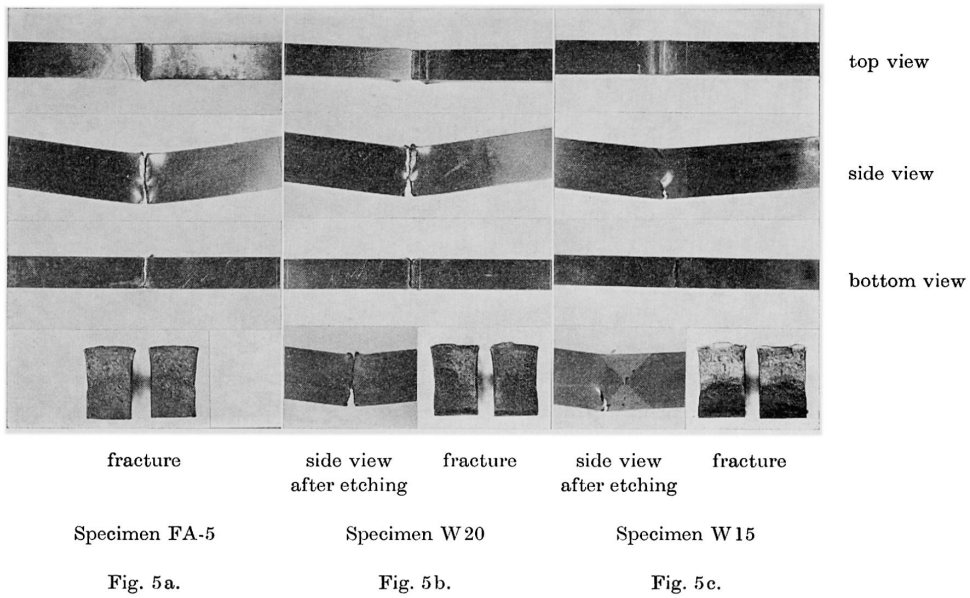 top view
side view
bottom view
fracture
side view
after etching
fracture
side view
after etching
fracture
Specimen FA-5
Specimen W20
Specimen W15
Fig. 5a.
Fig. 5b.
Fig. 5c.